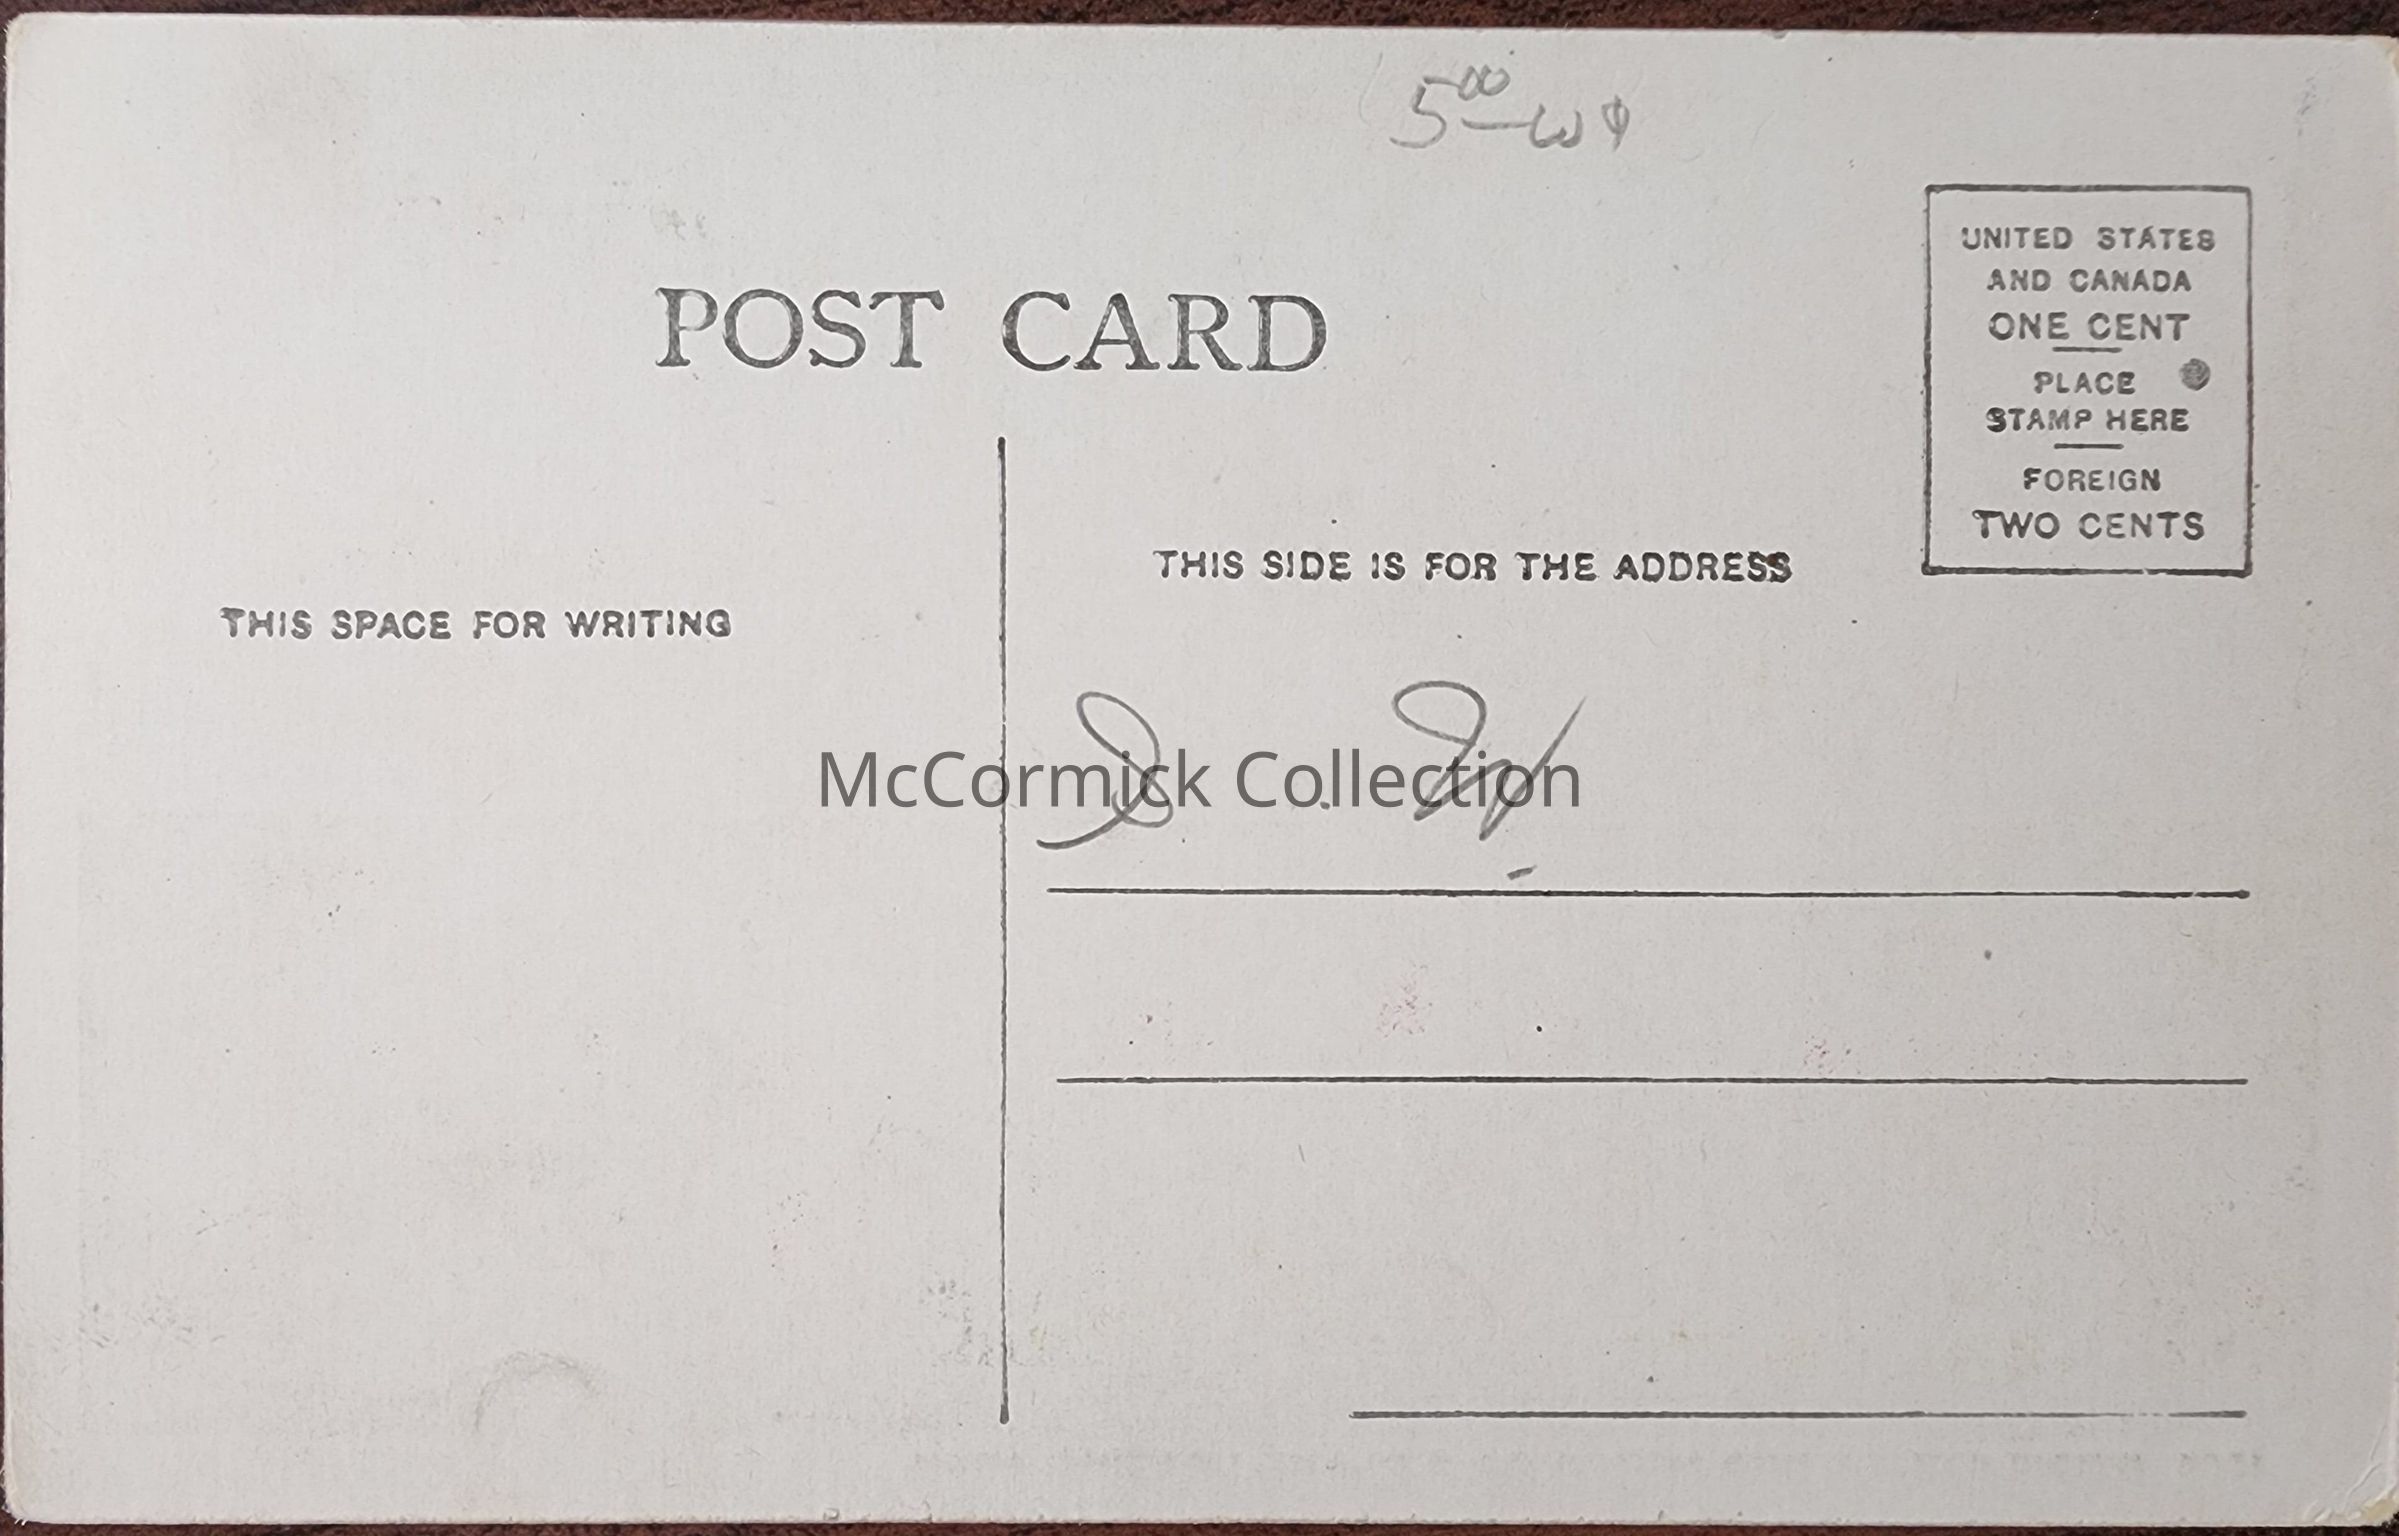 5⁰⁰
POST CARD
UNITED STATES
AND CANADA
ONE CENT
PLACE
STAMP HERE
FOREIGN
TWO CENTS
THIS SIDE IS FOR THE ADDRESS
THIS SPACE FOR WRITING
McCormick Collection